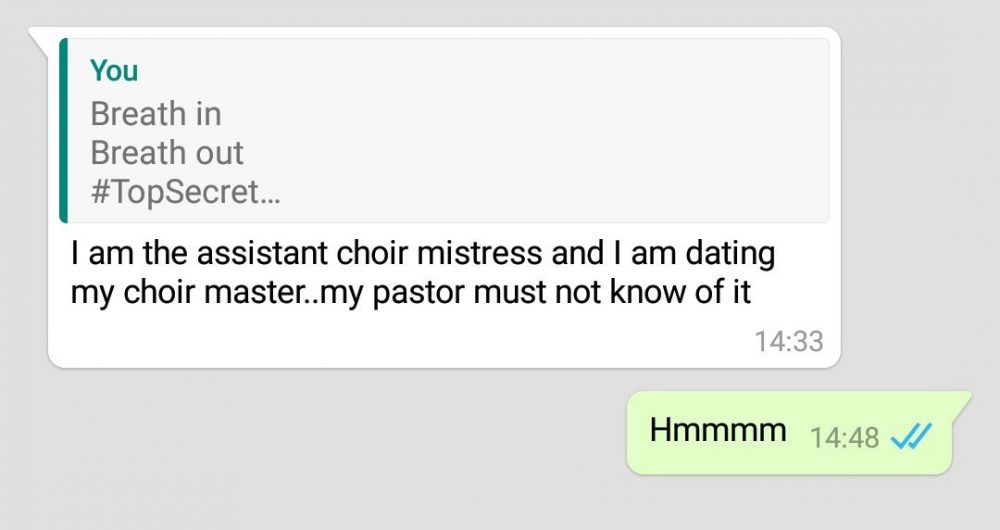 You
Breath in
Breath out
#TopSecret...
I am the assistant choir mistress and I am dating
my choir master..my pastor must not know of it
14:33
Hmmmm 14:48